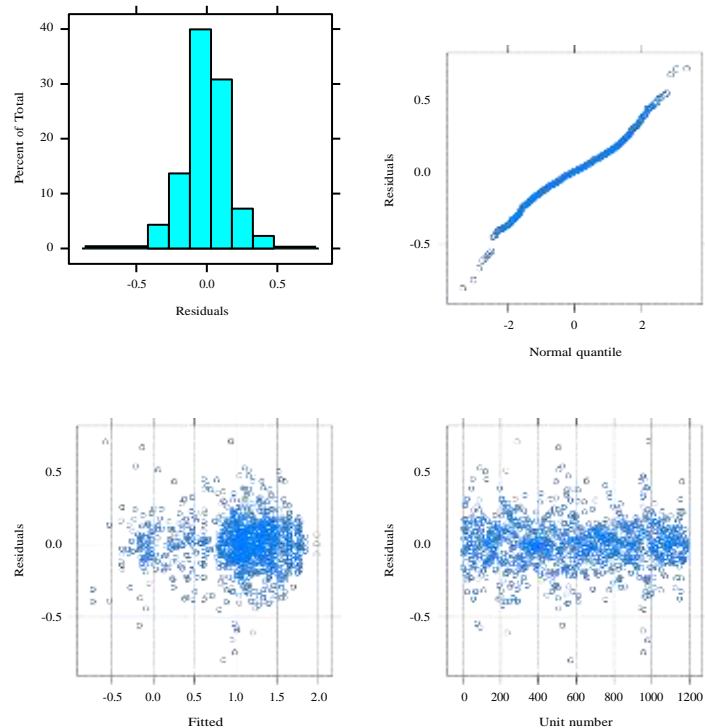 40
30
20
10
0
Percent of Total
-0.5 0.0 0.5
Residuals
0.5
0.0
-0.5
Residuals
-2 0 2
Normal quantile
0.5
0.0
-0.5
Residuals
-0.5 0.0 0.5 1.0 1.5 2.0
Fitted
0.5
0.0
-0.5
Residuals
0 200 400 600 800 1000 1200
Unit number